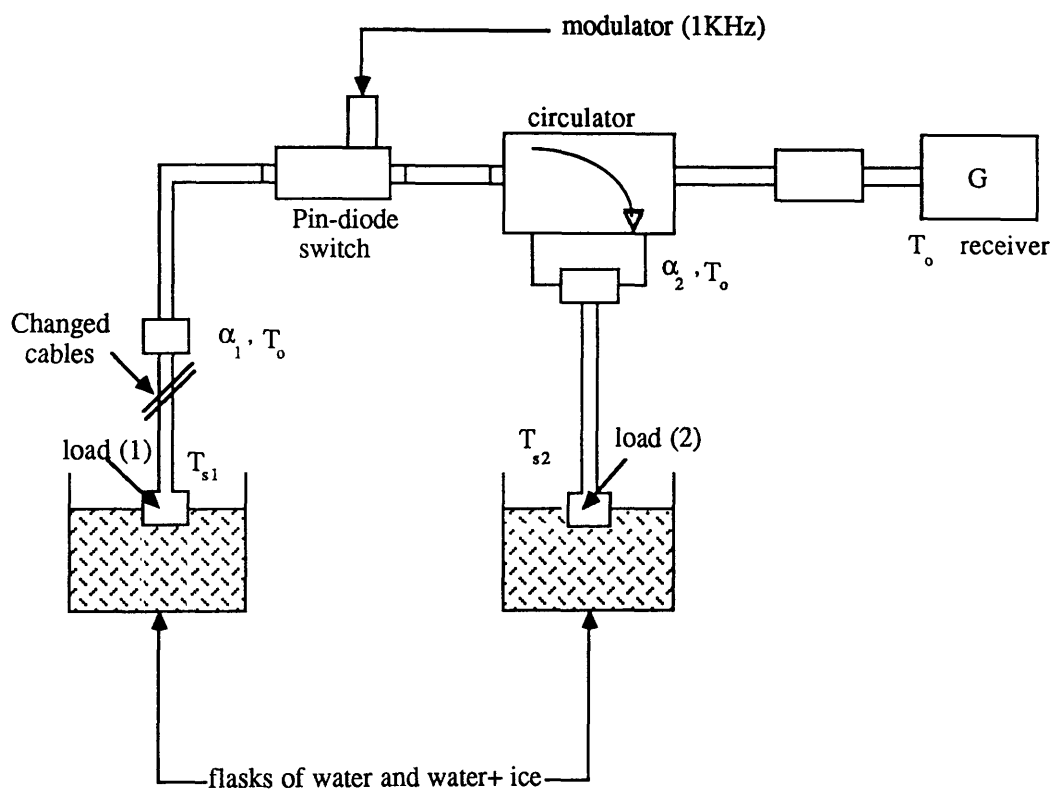 modulator (1KHz)
circulator
Pin-diode
switch
G
T_o receiver
α_2 , T_o
Changed
cables
α_1 , T_o
load (1)
T_s1
T_s2
load (2)
flasks of water and water+ ice